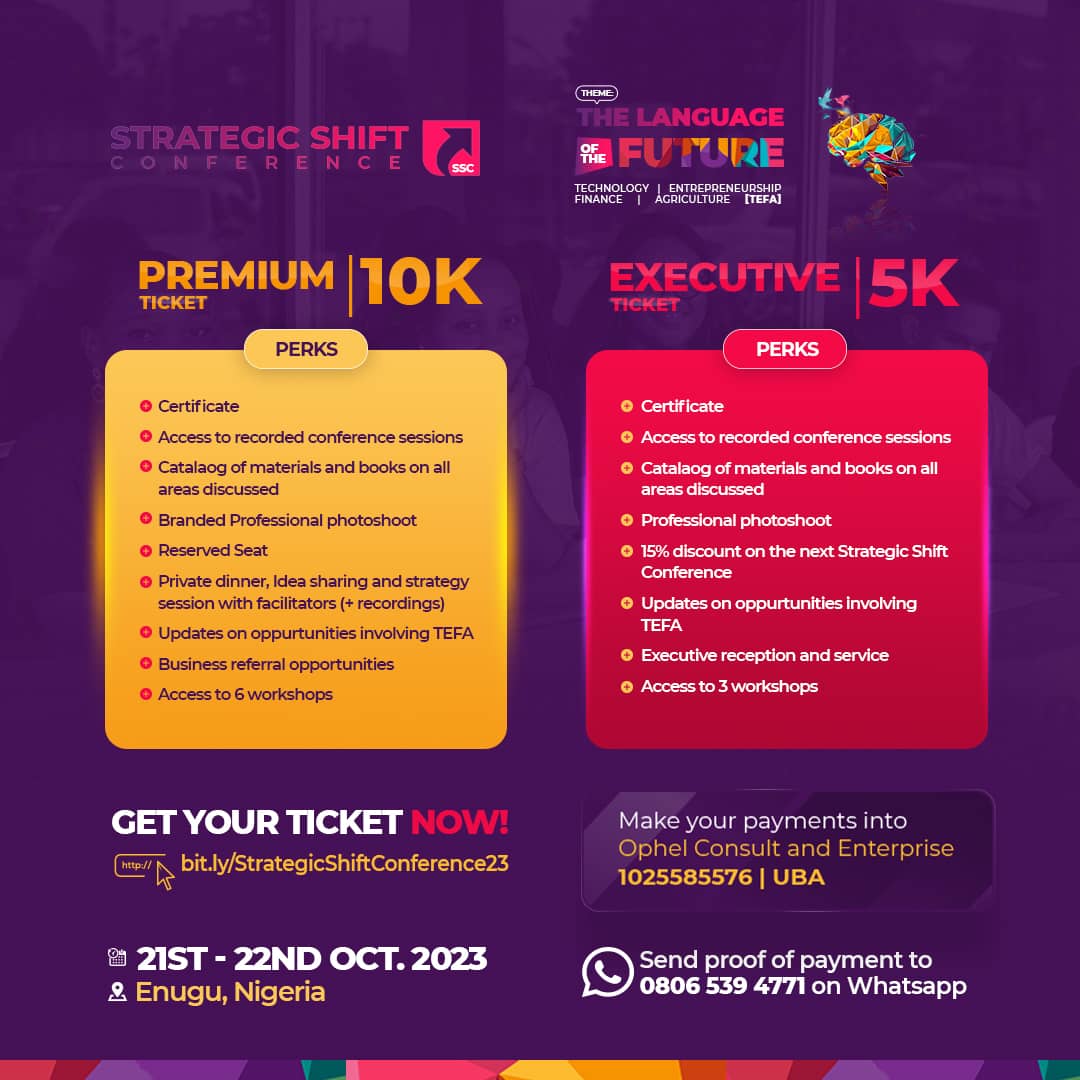 STRATEGIC SHIFT
CONFERENCE
SSC
THEME:
THE LANGUAGE
OF THE FUTURE
TECHNOLOGY | ENTREPRENEURSHIP
FINANCE | AGRICULTURE [TEFA]
PREMIUM
TICKET
10K
PERKS
Certificate
Access to recorded conference sessions
Catalaog of materials and books on all
areas discussed
Branded Professional photoshoot
Reserved Seat
Private dinner, Idea sharing and strategy
session with facilitators (+ recordings)
Updates on oppurtunities involving TEFA
Business referral opportunities
Access to 6 workshops
EXECUTIVE
TICKET
5K
PERKS
Certificate
Access to recorded conference sessions
Catalaog of materials and books on all
areas discussed
Professional photoshoot
15% discount on the next Strategic Shift
Conference
Updates on oppurtunities involving
TEFA
Executive reception and service
Access to 3 workshops
GET YOUR TICKET NOW!
http://
bit.ly/StrategicShiftConference23
Make your payments into
Ophel Consult and Enterprise
1025585576 | UBA
21ST - 22ND OCT. 2023
Enugu, Nigeria
Send proof of payment to
0806 539 4771 on Whatsapp